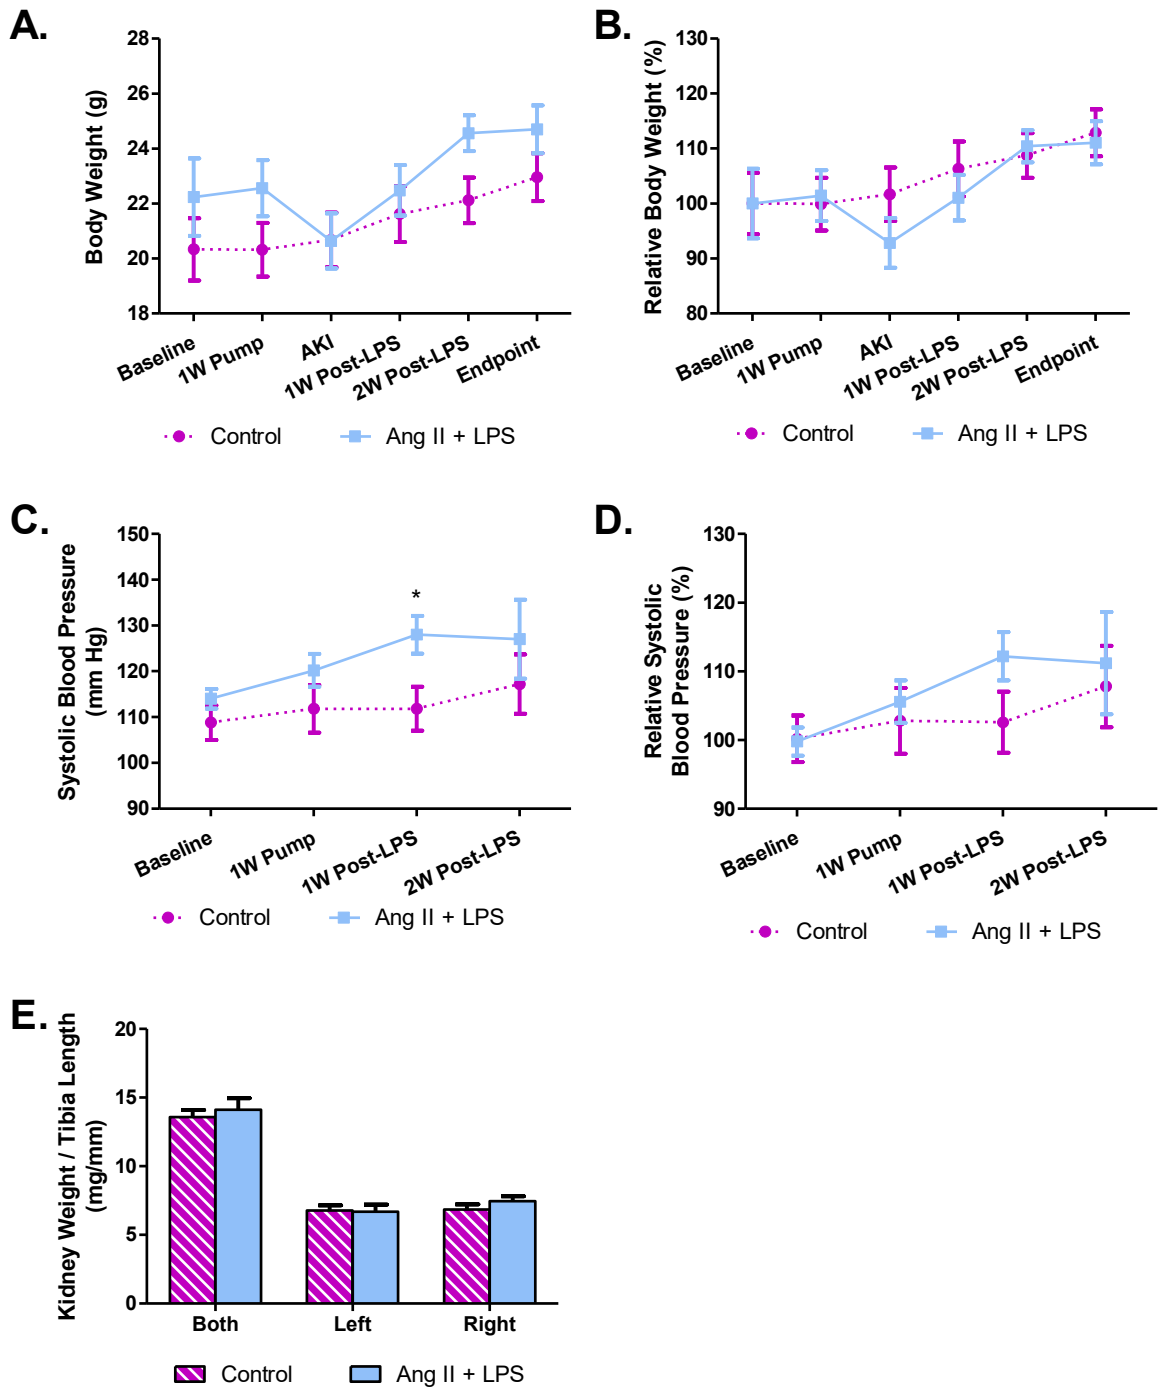 A.
Body Weight (g)
28
26
24
22
20
18
Baseline
1W Pump
AKI
1W Post-LPS
2W Post-LPS
Endpoint
Control
Ang II + LPS
B.
Relative Body Weight (%)
130
120
110
100
90
80
Baseline
1W Pump
AKI
1W Post-LPS
2W Post-LPS
Endpoint
Control
Ang II + LPS
C.
Systolic Blood Pressure
(mm Hg)
150
140
130
120
110
100
90
*
Baseline
1W Pump
1W Post-LPS
2W Post-LPS
Control
Ang II + LPS
D.
Relative Systolic
Blood Pressure (%)
130
120
110
100
90
Baseline
1W Pump
1W Post-LPS
2W Post-LPS
Control
Ang II + LPS
E.
Kidney Weight / Tibia Length
(mg/mm)
20
15
10
5
0
Both
Left
Right
Control
Ang II + LPS